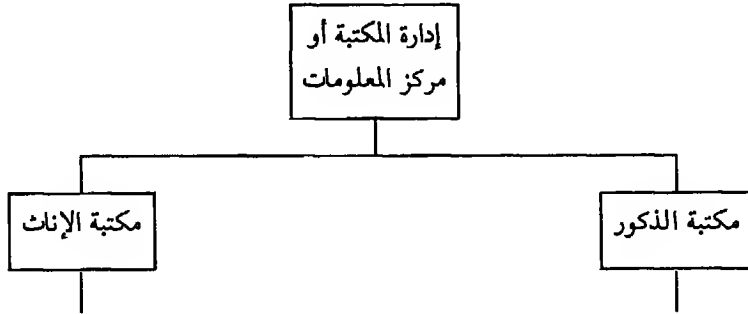 إدارة المكتبة أو
مركز المعلومات
مكتبة الذكور
مكتبة الإناث